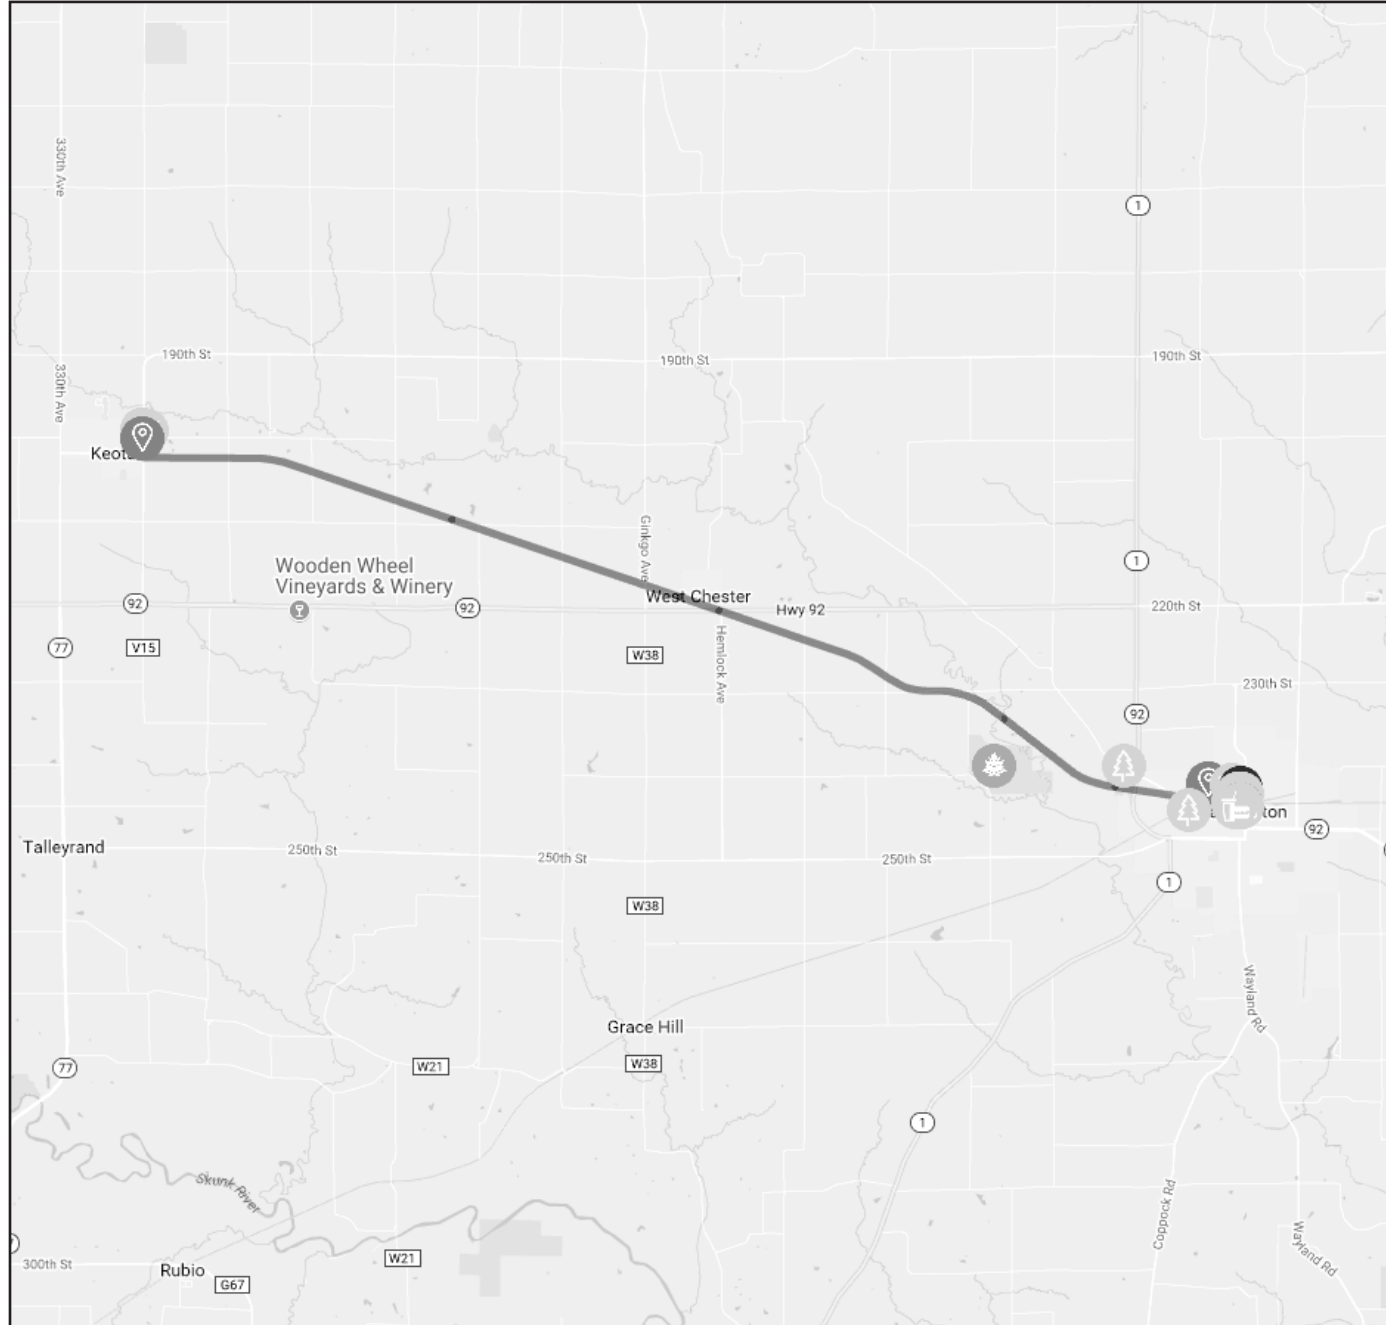 330th Ave
1
190th St
190th St
190th St
330th Ave
Keota
Ginkgo Ave
1
Wooden Wheel
Vineyards & Winery
92
92
West Chester
Hwy 92
220th St
77
V15
W38
Hemlock Ave
230th St
92
ton
92
Talleyrand
250th St
250th St
250th St
1
W38
Wayland Rd
Grace Hill
77
W21
W38
1
Skunk River
Coppock Rd
Wayland Rd
W21
300th St
Rubio
G67